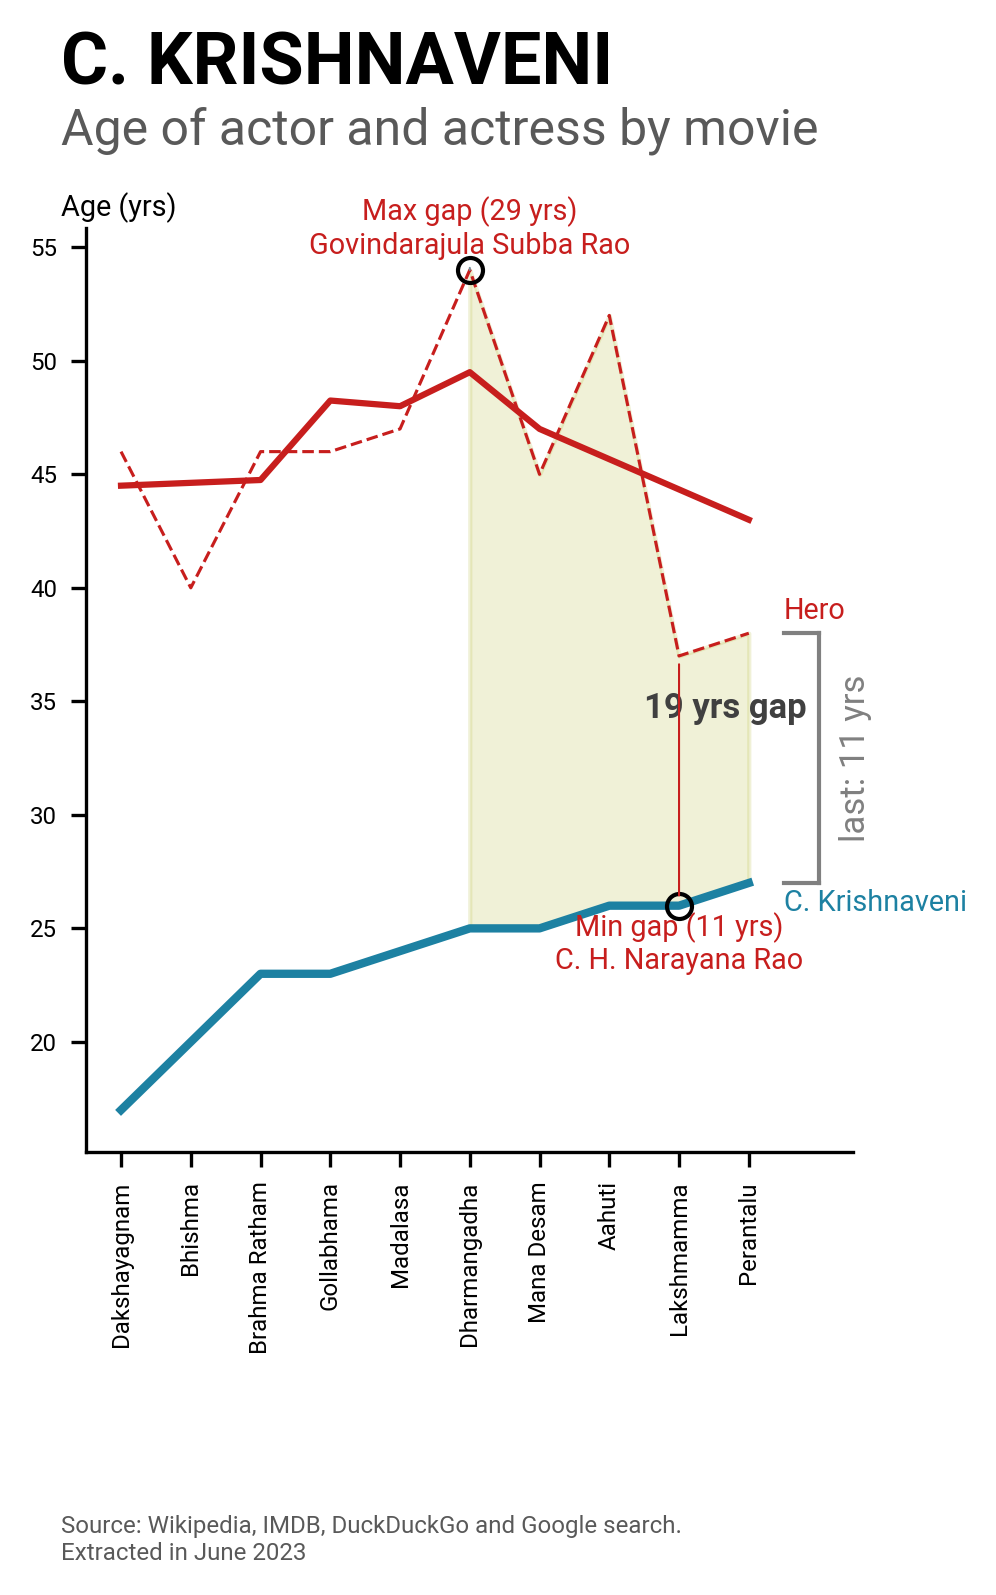 C. KRISHNAVENI
Age of actor and actress by movie
Age (yrs)
Max gap (29 yrs)
Govindarajula Subba Rao
55
50
45
40
35
30
25
20
Hero
19 yrs gap
last: 11 yrs
C. Krishnaveni
Min gap (11 yrs)
C. H. Narayana Rao
Dakshayagnam
Bhishma
Brahma Ratham
Gollabhama
Madalasa
Dharmangadha
Mana Desam
Aahuti
Lakshmamma
Perantalu
Source: Wikipedia, IMDB, DuckDuckGo and Google search.
Extracted in June 2023